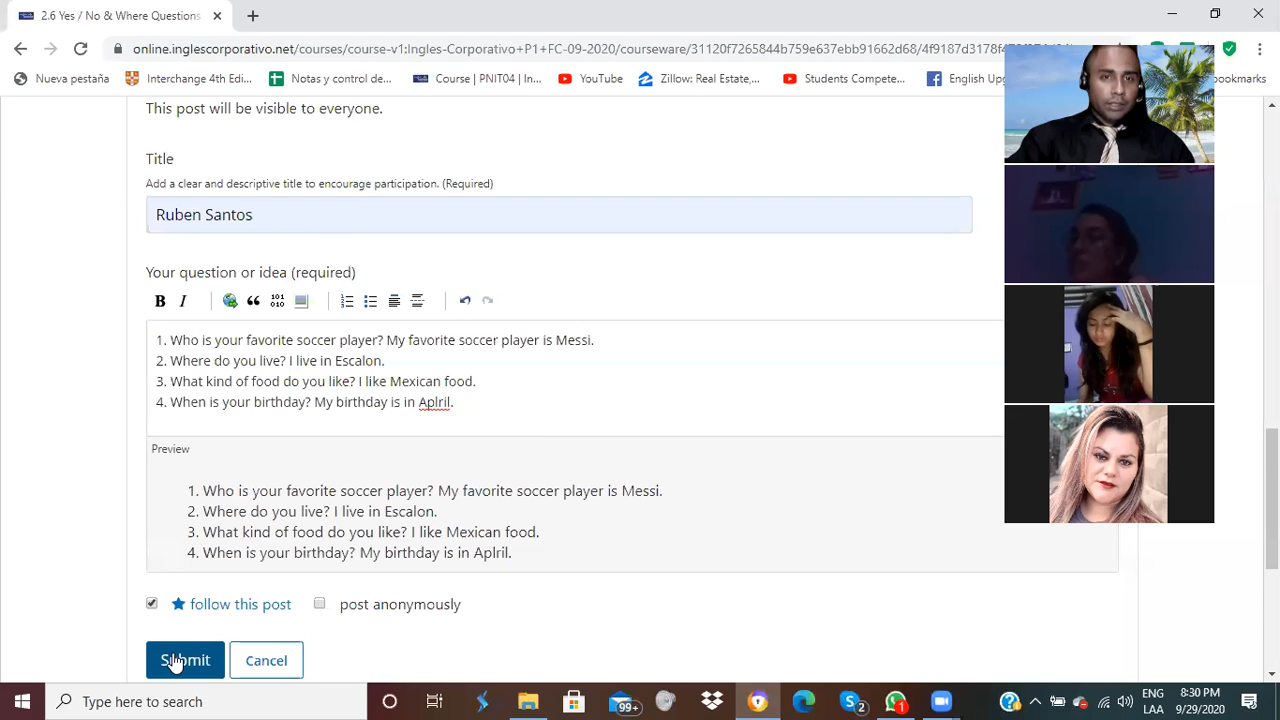 2.6 Yes / No & Where Questions
online.inglescorporativo.net/courses/course-v1:Ingles-Corporativo+P1+FC-09-2020/courseware/31120f7265844b759e637ebb91662d68/4f9187d3178f
Nueva pestaña
Interchange 4th Edi...
Notas y control de...
Course | PNIT04 | In...
YouTube
Zillow: Real Estate,...
Students Compete...
English Upg
bookmarks
This post will be visible to everyone.
Title
Add a clear and descriptive title to encourage participation. (Required)
Ruben Santos
Your question or idea (required)
B I
101
010
1. Who is your favorite soccer player? My favorite soccer player is Messi.
2. Where do you live? I live in Escalon.
3. What kind of food do you like? I like Mexican food.
4. When is your birthday? My birthday is in Aplril.
Preview
1. Who is your favorite soccer player? My favorite soccer player is Messi.
2. Where do you live? I live in Escalon.
3. What kind of food do you like? I like Mexican food.
4. When is your birthday? My birthday is in Aplril.
follow this post
post anonymously
Submit
Cancel
Type here to search
99+
2
1
ENG
LAA
8:30 PM
9/29/2020